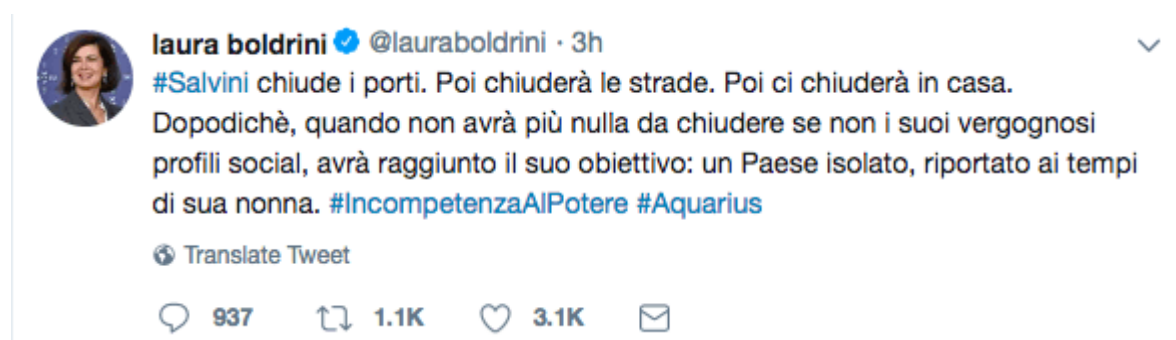 laura boldrini @lauraboldrini · 3h
#Salvini chiude i porti. Poi chiuderà le strade. Poi ci chiuderà in casa.
Dopodichè, quando non avrà più nulla da chiudere se non i suoi vergognosi
profili social, avrà raggiunto il suo obiettivo: un Paese isolato, riportato ai tempi
di sua nonna. #IncompetenzaAlPotere #Aquarius
Translate Tweet
937 1.1K 3.1K